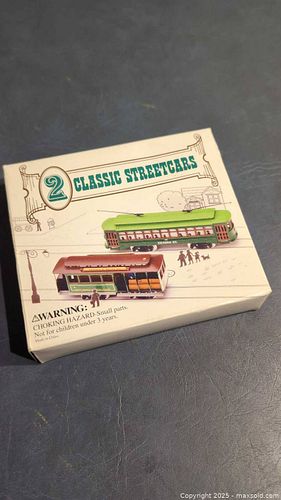 2 CLASSIC STREETCARS
⚠WARNING:
CHOKING HAZARD-Small parts.
Not for children under 3 years.
Made in China
Copyright © 2025 - maxsold.com